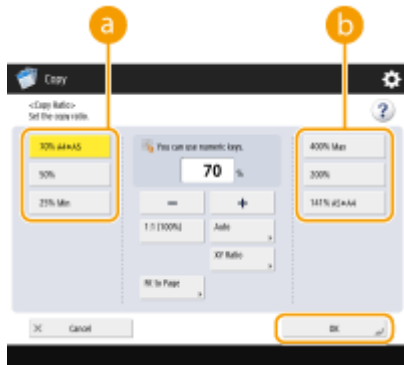 a
b
Copy
<Copy Ratio>
Set the copy ratio.
?
70% A4➔A5
50%
25% Min
You can use numeric keys.
70 %
−
+
1:1 (100%)
Auto
XY Ratio
Fit to Page
400% Max
200%
141% A5➔A4
× Cancel
OK